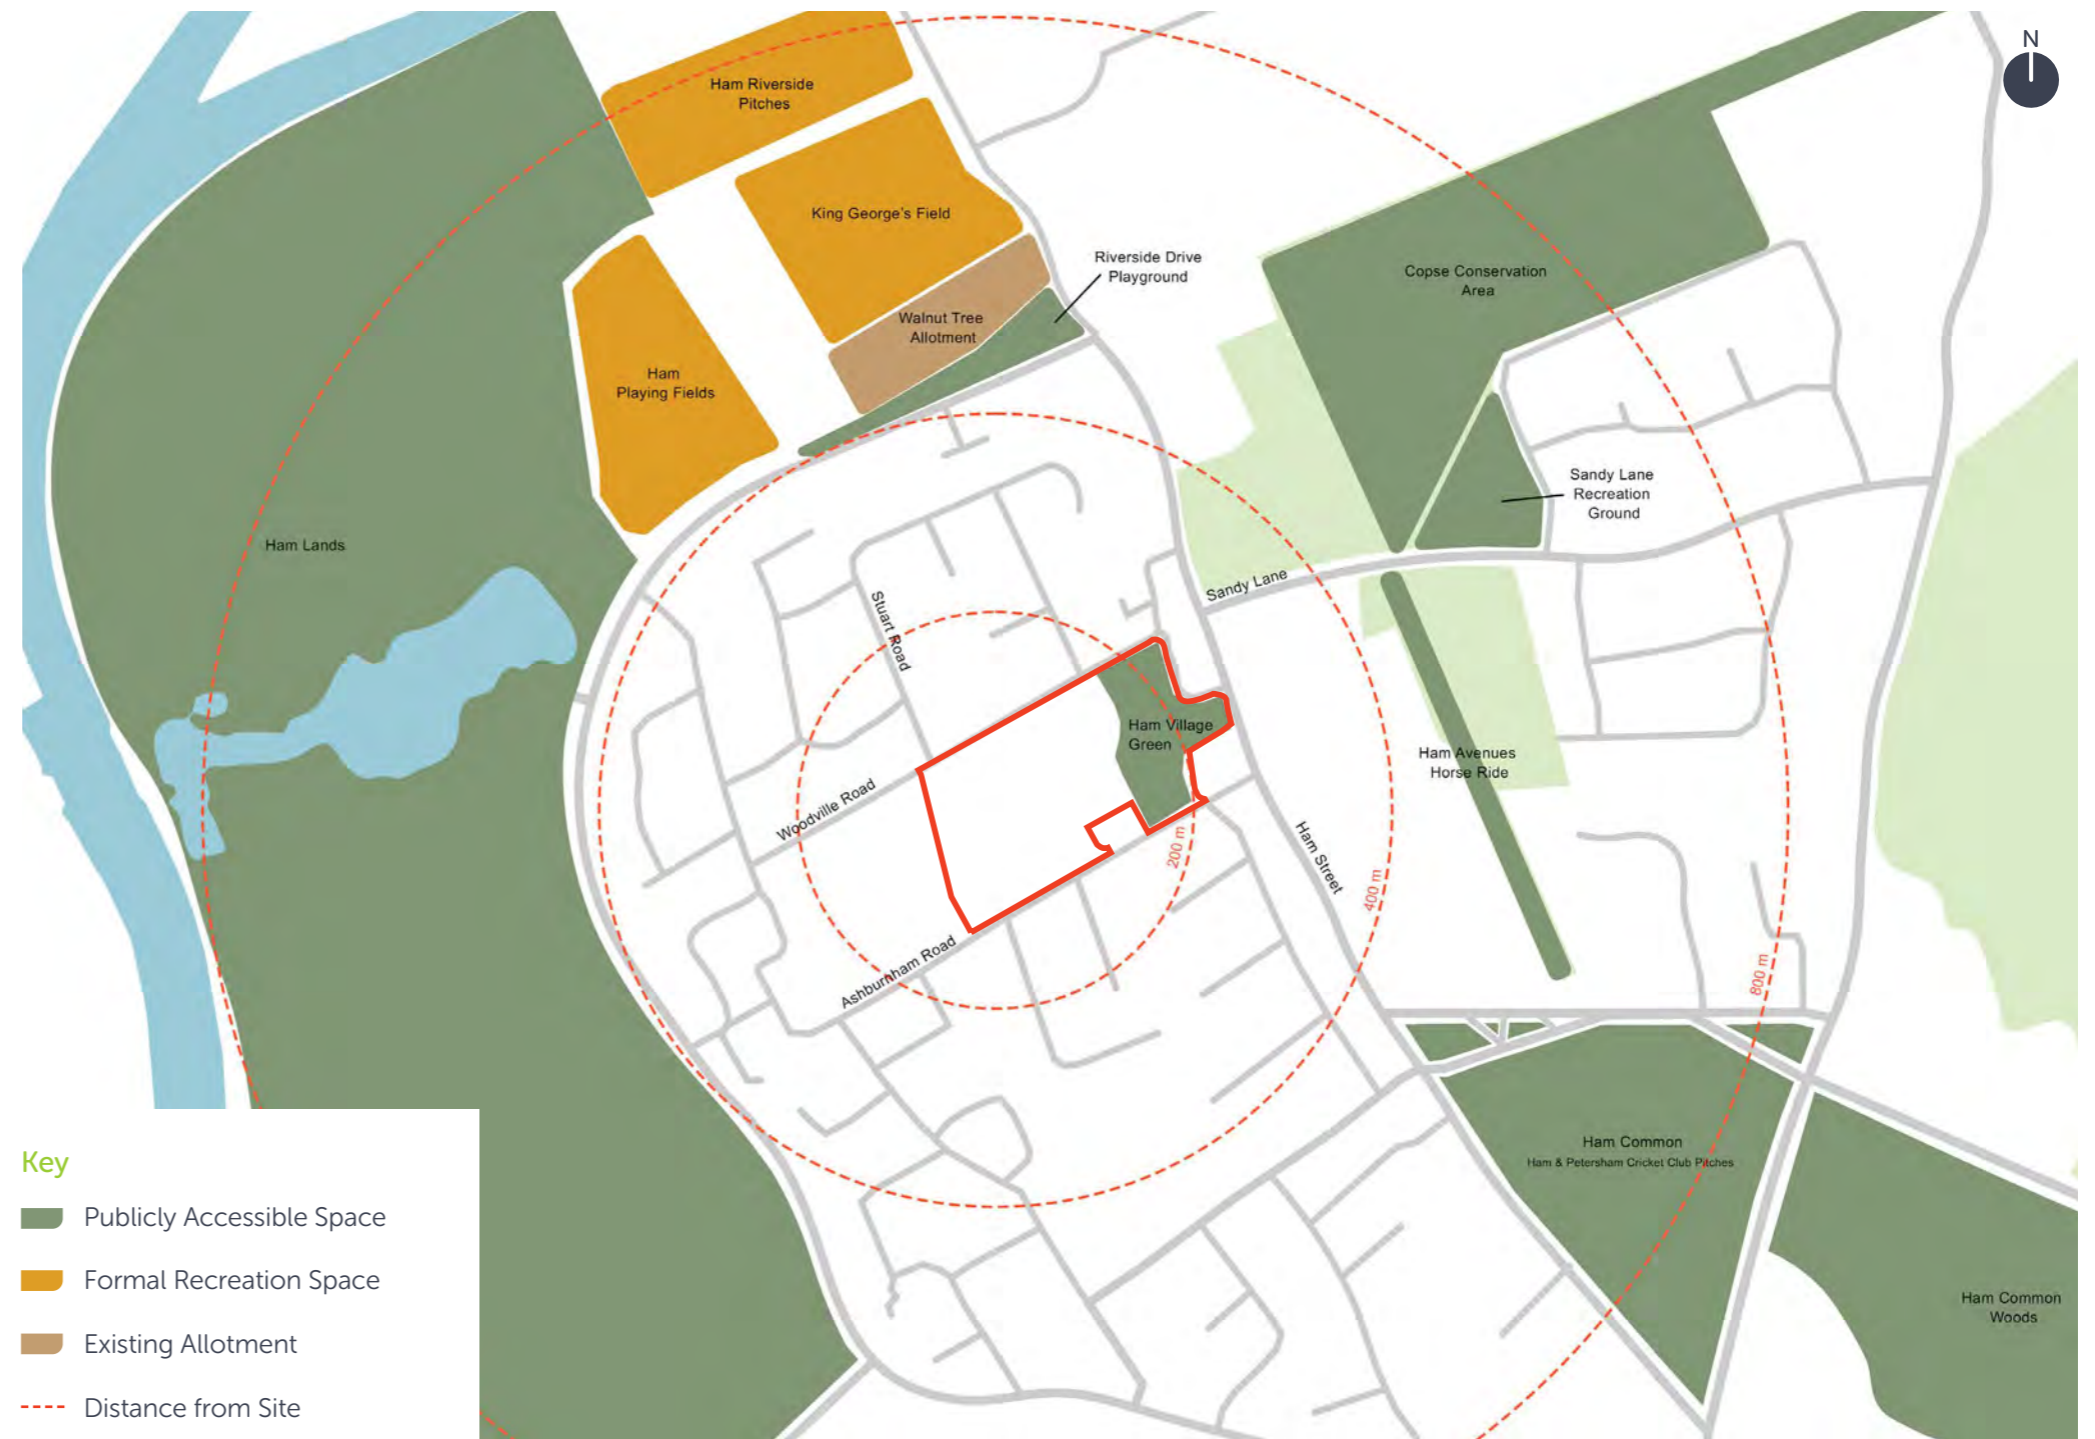 N
Ham Riverside
Pitches
King George's Field
Riverside Drive
Playground
Copse Conservation
Area
Walnut Tree
Allotment
Ham
Playing Fields
Sandy Lane
Recreation
Ground
Ham Lands
Sandy Lane
Stuart Road
Ham Village
Green
Ham Avenues
Horse Ride
Woodville Road
200 m
Ham Street
400 m
Ashburnham Road
800 m
Ham Common
Ham & Petersham Cricket Club Pitches
Ham Common
Woods
Key
Publicly Accessible Space
Formal Recreation Space
Existing Allotment
Distance from Site